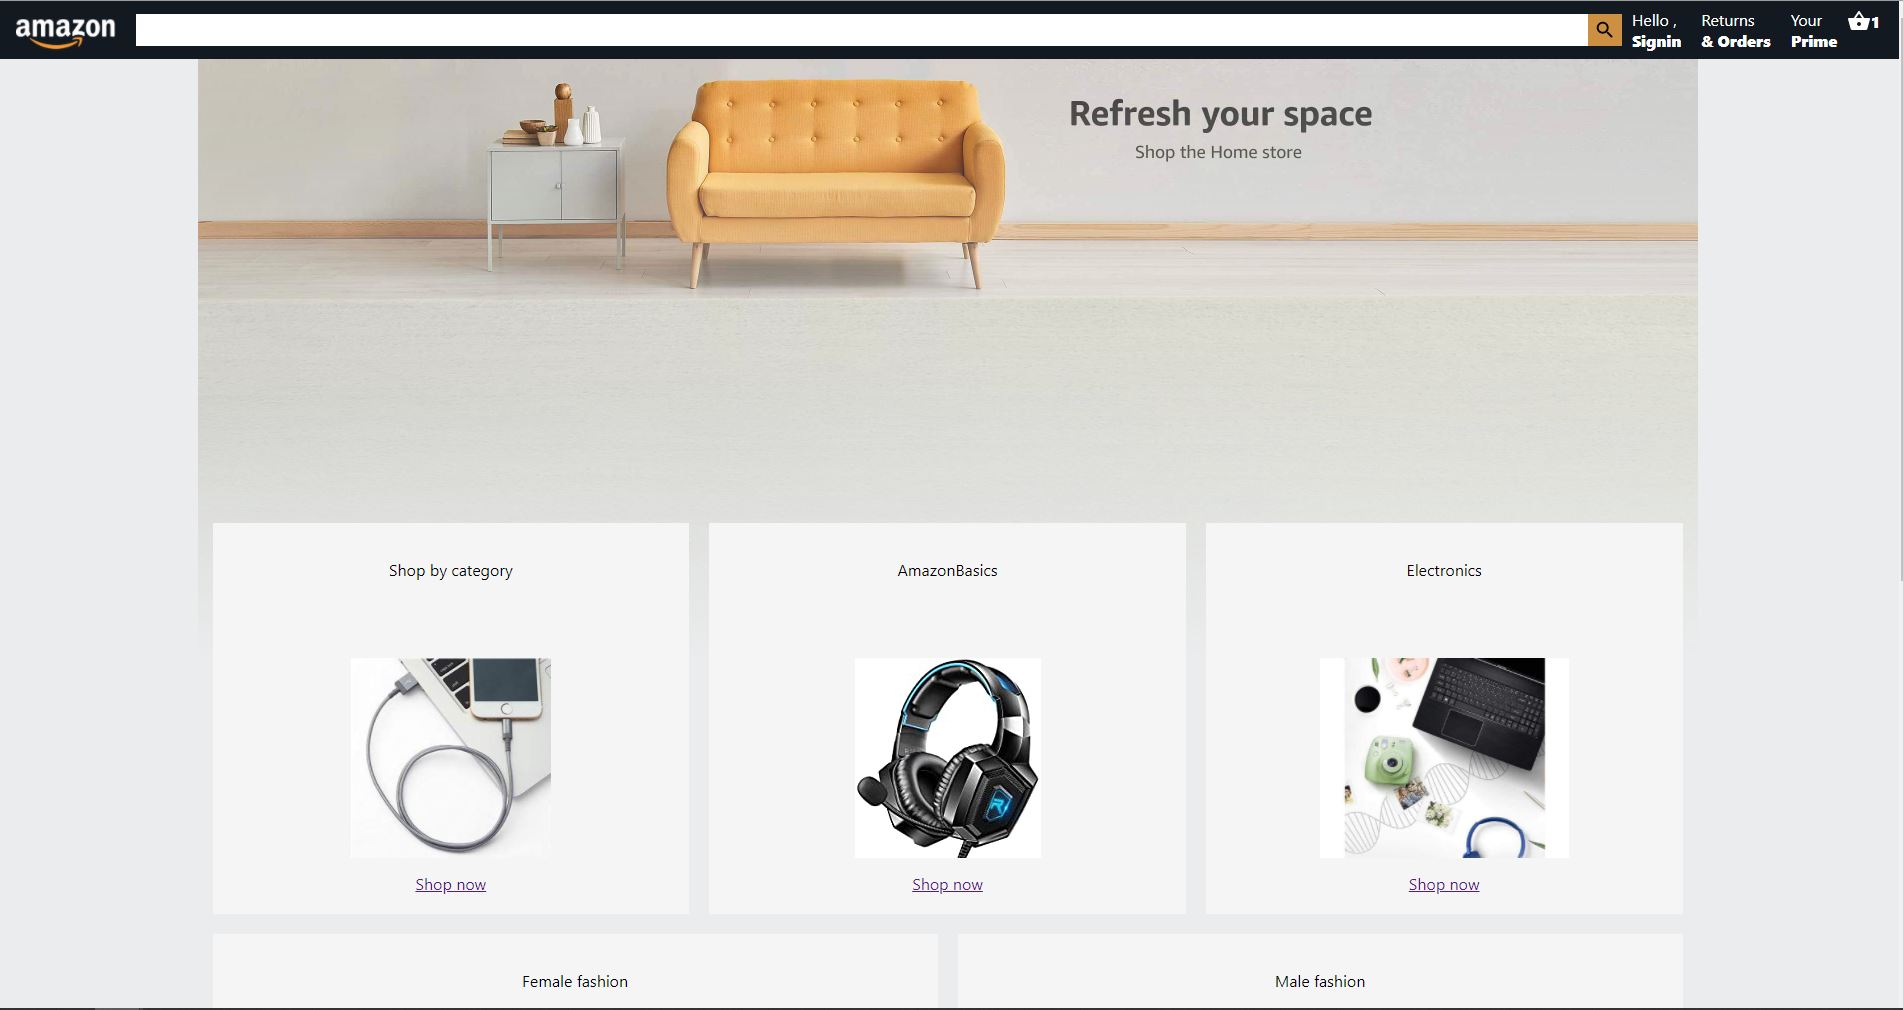 amazon
Hello ,
Signin
Returns
& Orders
Your
Prime
1
Refresh your space
Shop the Home store
Shop by category
AmazonBasics
Electronics
Shop now
Shop now
Shop now
Female fashion
Male fashion